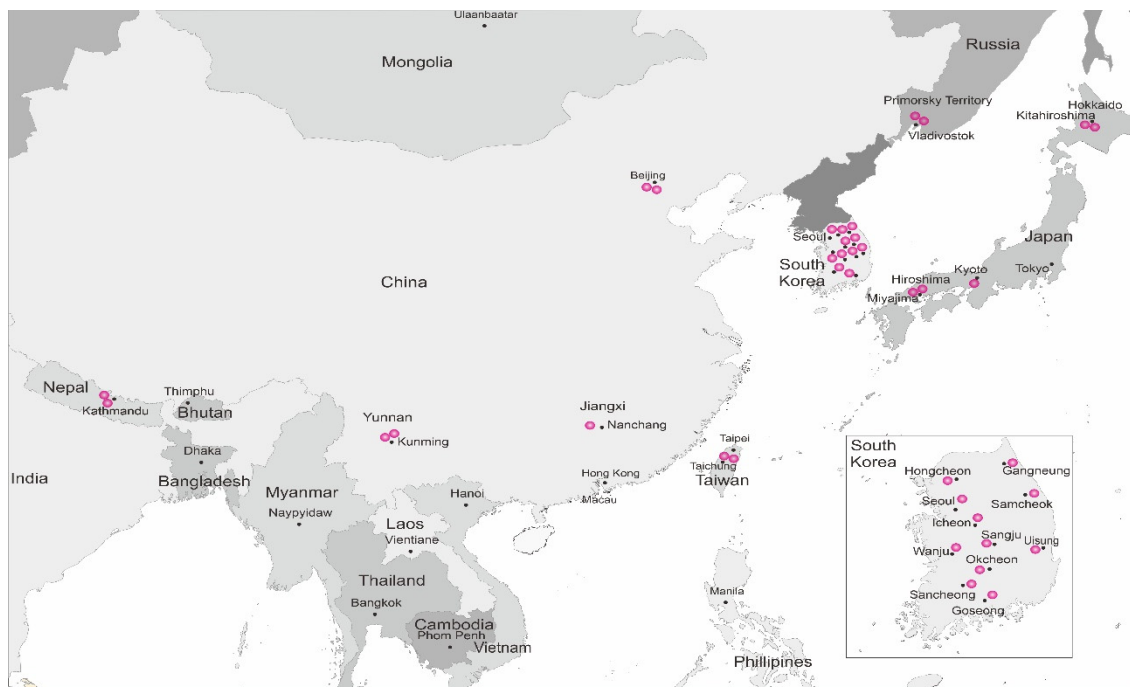 Ulaanbaatar
Mongolia
Russia
Primorsky Territory
Vladivostok
Hokkaido
Kitahiroshima
Beijing
Seoul
South
Korea
Japan
Kyoto
Tokyo
Hiroshima
Miyajima
China
Nepal
Kathmandu
Thimphu
Bhutan
Yunnan
Kunming
Jiangxi
Nanchang
Taipei
Taichung
Taiwan
India
Dhaka
Bangladesh
Myanmar
Naypyidaw
Hanoi
Hong Kong
Macau
Laos
Vientiane
Thailand
Bangkok
Cambodia
Phom Penh
Vietnam
Manila
Phillipines
South
Korea
Hongcheon
Gangneung
Seoul
Samcheok
Icheon
Sangju
Uisung
Wanju
Okcheon
Sancheong
Goseong